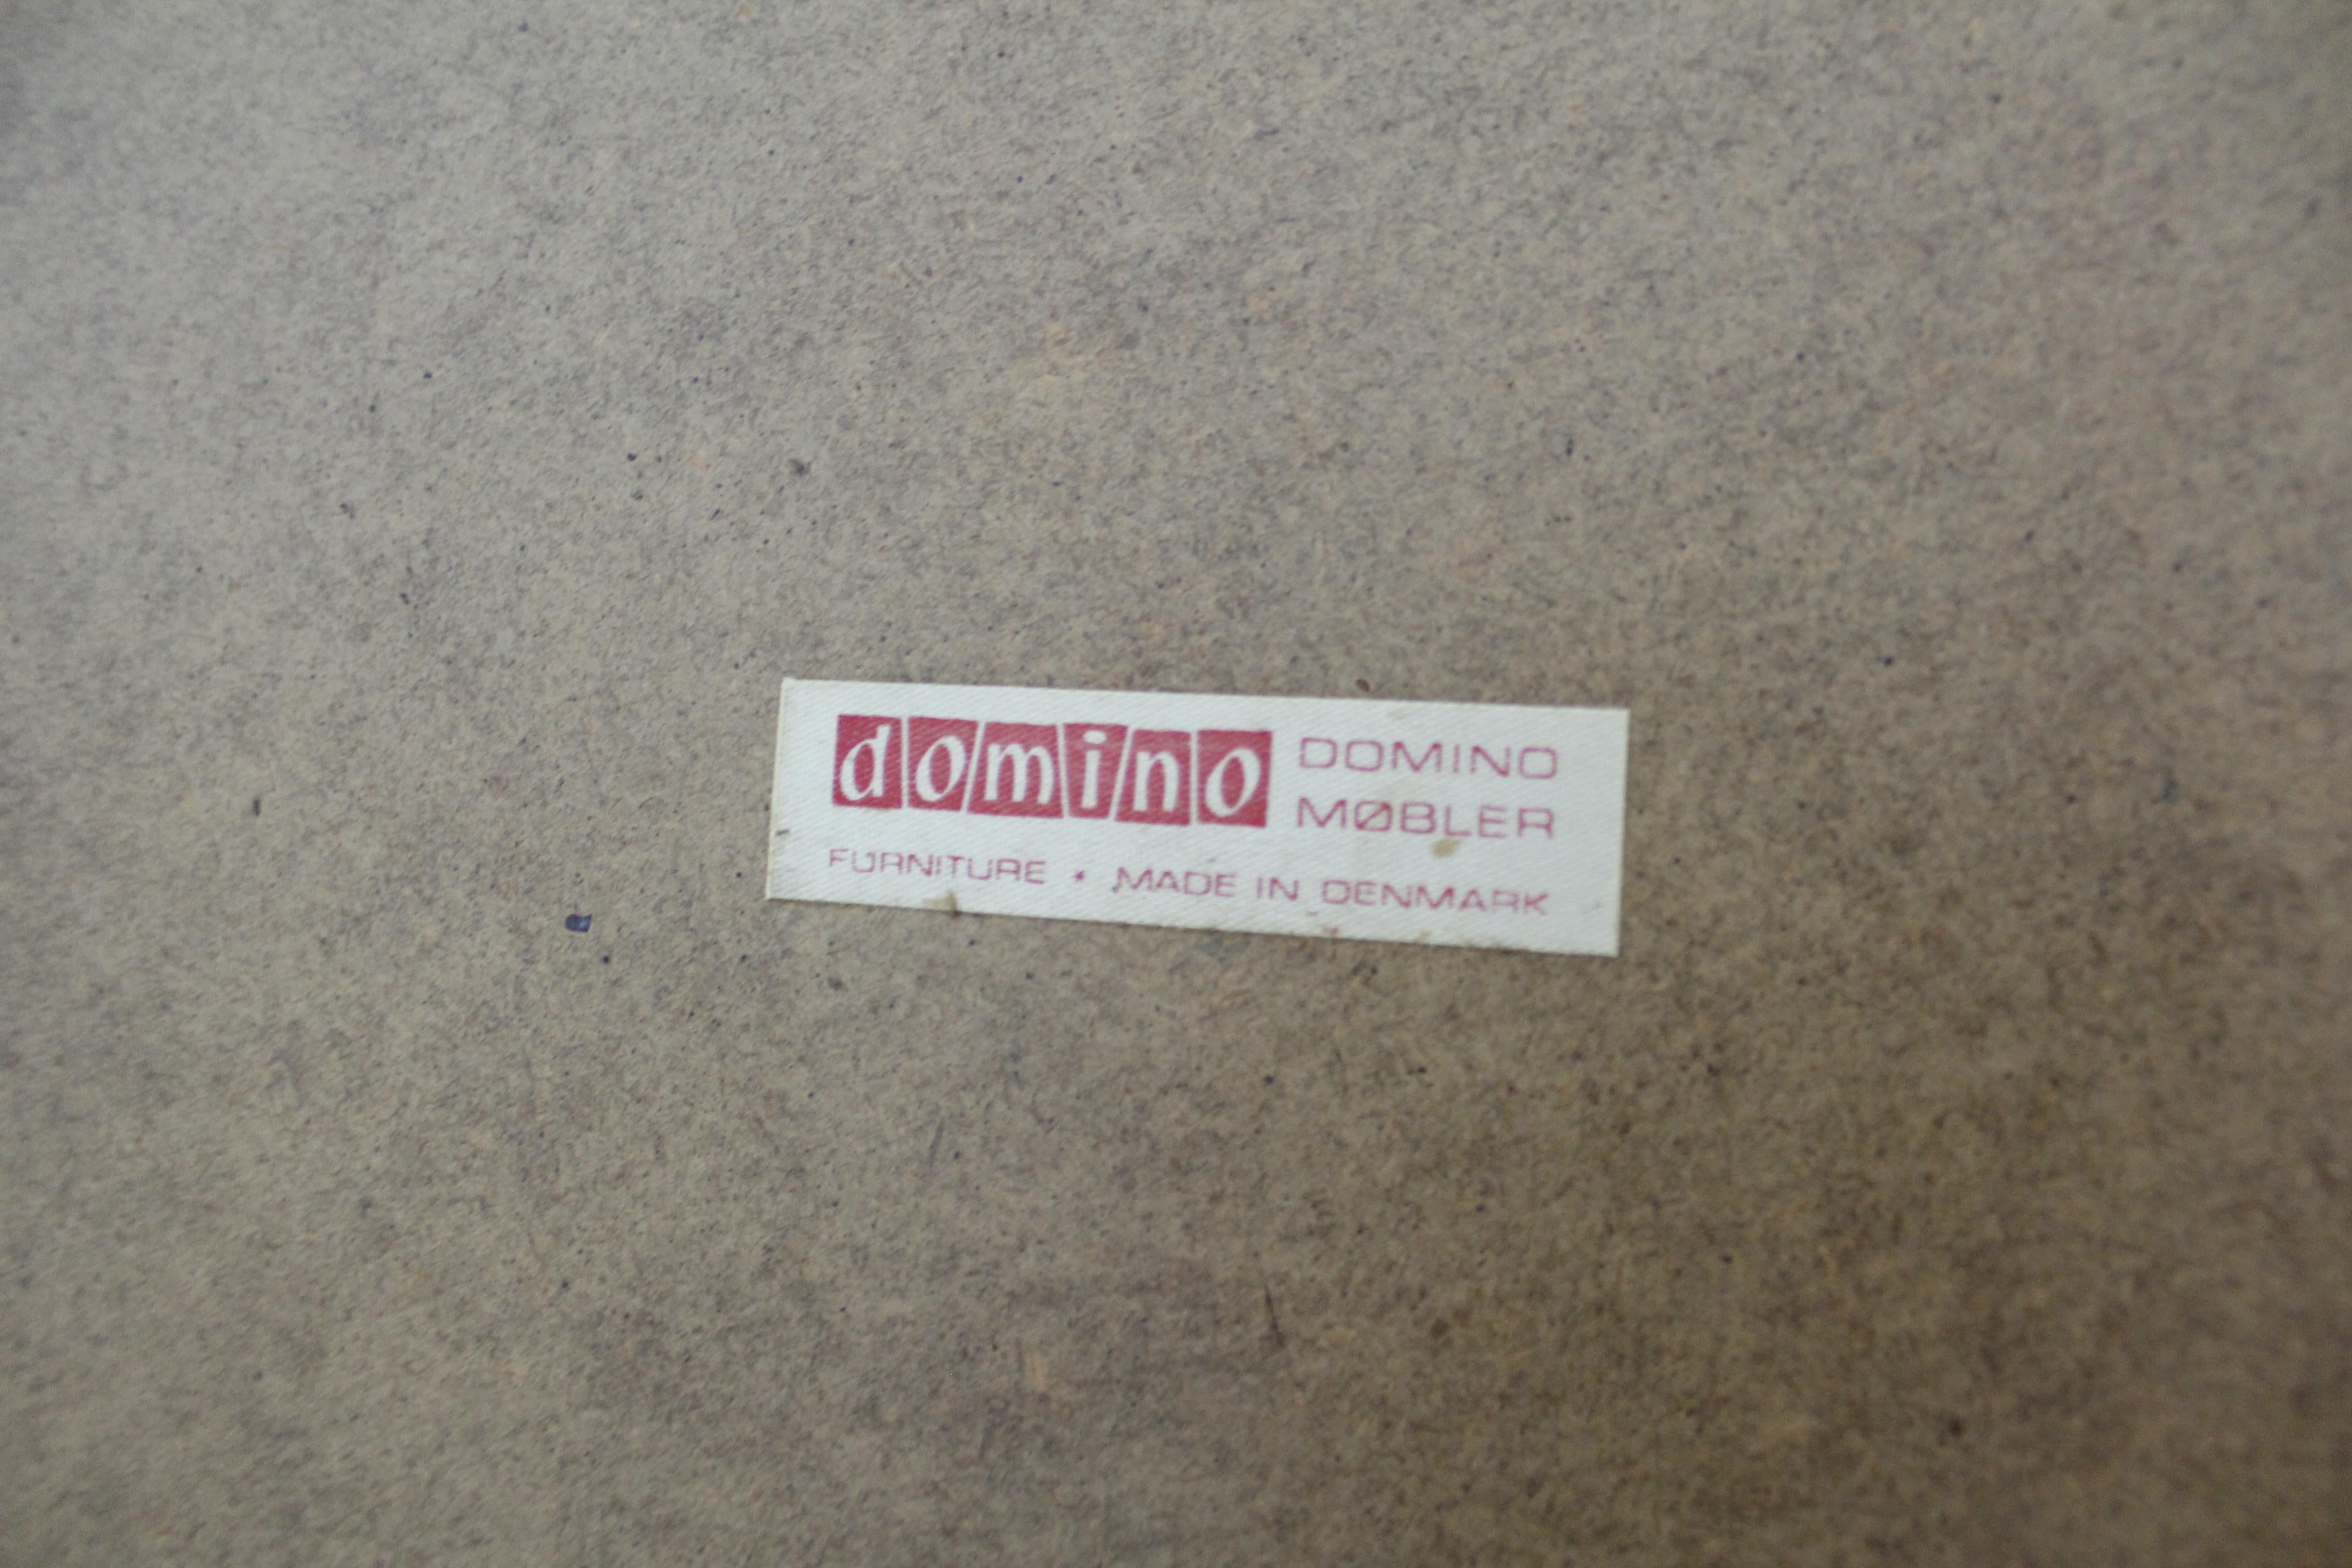 domino
DOMINO
MØBLER
FURNITURE • MADE IN DENMARK